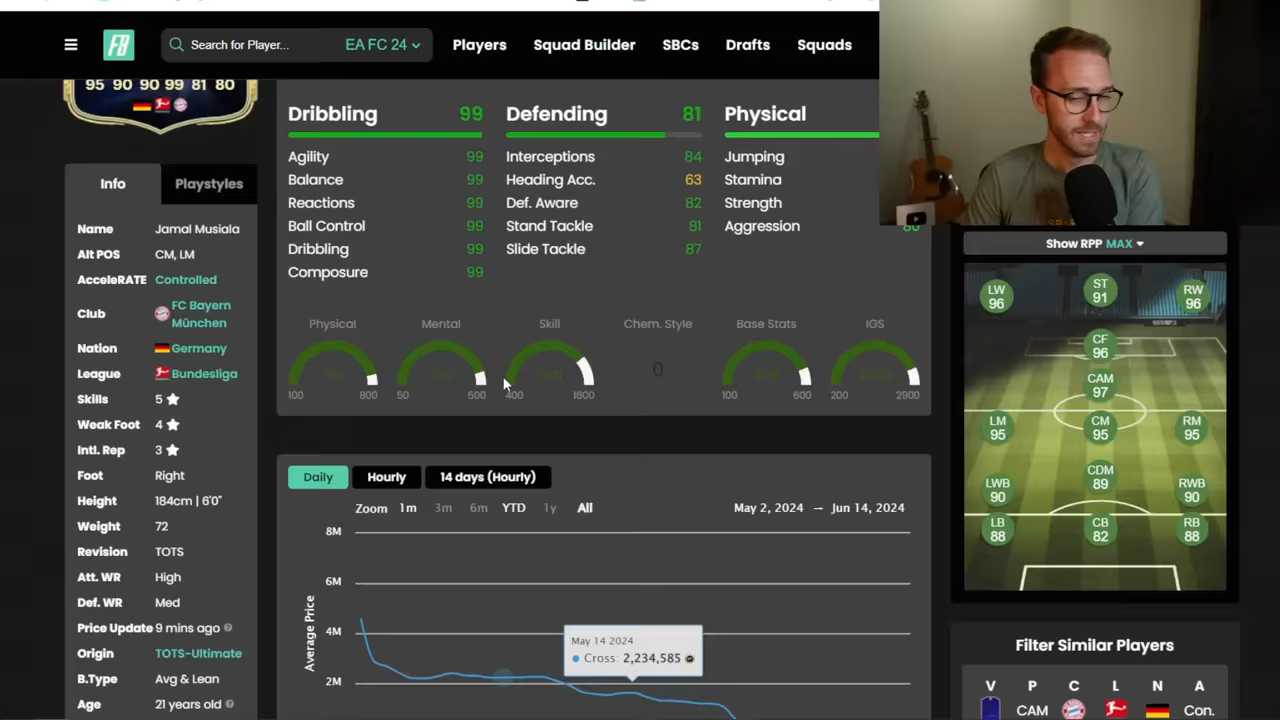 FB
Search for Player...
EA FC 24
Players
Squad Builder
SBCs
Drafts
Squads
95 90 90 99 81 80
Info
Playstyles
Name Jamal Musiala
Alt POS CM, LM
AcceleRATE Controlled
Club FC Bayern
München
Nation Germany
League Bundesliga
Skills 5
Weak Foot 4
Intl. Rep 3
Foot Right
Height 184cm | 6'0"
Weight 72
Revision TOTS
Att. WR High
Def. WR Med
Price Update 9 mins ago
Origin TOTS-Ultimate
B.Type Avg & Lean
Age 21 years old
Dribbling 99
Agility 99
Balance 99
Reactions 99
Ball Control 99
Dribbling 99
Composure 99
Defending 81
Interceptions 84
Heading Acc. 63
Def. Aware 82
Stand Tackle 81
Slide Tackle 87
Physical
Jumping
Stamina
Strength
Aggression
Physical
100 800
Mental
50 500
Skill
400 1600
Chem. Style
0
Base Stats
100 600
IGS
200 2900
Daily
Hourly
14 days (Hourly)
Zoom 1m 3m 6m YTD 1y All
May 2, 2024 → Jun 14, 2024
8M
6M
4M
2M
Average Price
May 14 2024
Cross: 2,234,585
Show RPP MAX
LW
96
ST
91
RW
96
CF
96
CAM
97
LM
95
CM
95
RM
95
CDM
89
LWB
90
RWB
90
LB
88
CB
82
RB
88
Filter Similar Players
V P C L N A
CAM Con.